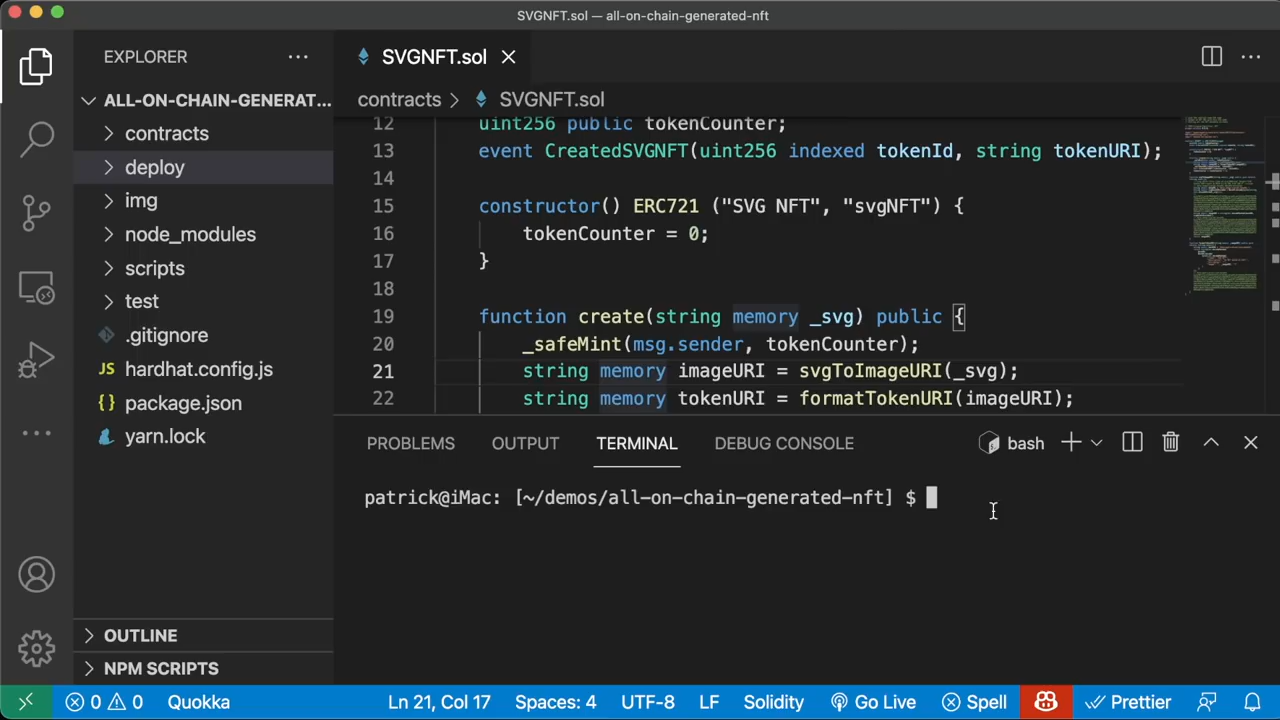 SVGNFT.sol — all-on-chain-generated-nft
EXPLORER
ALL-ON-CHAIN-GENERAT...
contracts
deploy
img
node_modules
scripts
test
.gitignore
JS hardhat.config.js
{} package.json
yarn.lock
OUTLINE
NPM SCRIPTS
SVGNFT.sol
contracts > SVGNFT.sol
12 uint256 public tokenCounter;
13 event CreatedSVGNFT(uint256 indexed tokenId, string tokenURI);
14
15 constructor() ERC721 ("SVG NFT", "svgNFT") {
16 tokenCounter = 0;
17 }
18
19 function create(string memory _svg) public {
20 _safeMint(msg.sender, tokenCounter);
21 string memory imageURI = svgToImageURI(_svg);
22 string memory tokenURI = formatTokenURI(imageURI);
PROBLEMS OUTPUT TERMINAL DEBUG CONSOLE bash
patrick@iMac: [~/demos/all-on-chain-generated-nft] $
0 0 Quokka Ln 21, Col 17 Spaces: 4 UTF-8 LF Solidity Go Live Spell Prettier